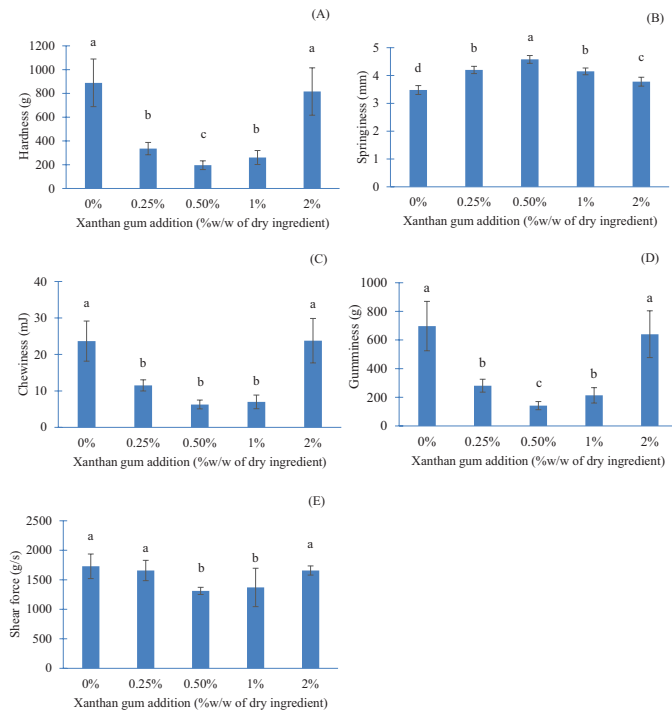 (A)
1200
1000
800
600
400
200
0
Hardness (g)
a
b
c
b
a
0% 0.25% 0.50% 1% 2%
Xanthan gum addition (%w/w of dry ingredient)
(B)
5
4
3
2
1
0
Springiness (mm)
d
b
a
b
c
0% 0.25% 0.50% 1% 2%
Xanthan gum addition (%w/w of dry ingredient)
(C)
40
30
20
10
0
Chewiness (mJ)
a
b
b
b
a
0% 0.25% 0.50% 1% 2%
Xanthan gum addition (%w/w of dry ingredient)
(D)
1000
800
600
400
200
0
Gumminess (g)
a
b
c
b
a
0% 0.25% 0.50% 1% 2%
Xanthan gum addition (%w/w of dry ingredient)
(E)
2500
2000
1500
1000
500
0
Shear force (g/s)
a
a
b
b
a
0% 0.25% 0.50% 1% 2%
Xanthan gum addition (%w/w of dry ingredient)